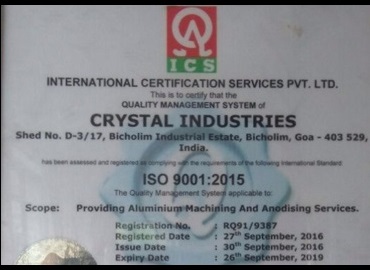 ICS
INTERNATIONAL CERTIFICATION SERVICES PVT. LTD.
This is to certify that the
QUALITY MANAGEMENT SYSTEM of
CRYSTAL INDUSTRIES
Shed No. D-3/17, Bicholim Industrial Estate, Bicholim, Goa - 403 529,
India.
has been assessed and registered as complying with the requirements of the following International Standard
ISO 9001:2015
The Quality Management System applicable to:
Scope: Providing Aluminium Machining And Anodising Services.
Registration No. : RQ91/9387
Registered Date : 27th September, 2016
Issue Date : 30th September, 2016
Expiry Date : 26th September, 2019